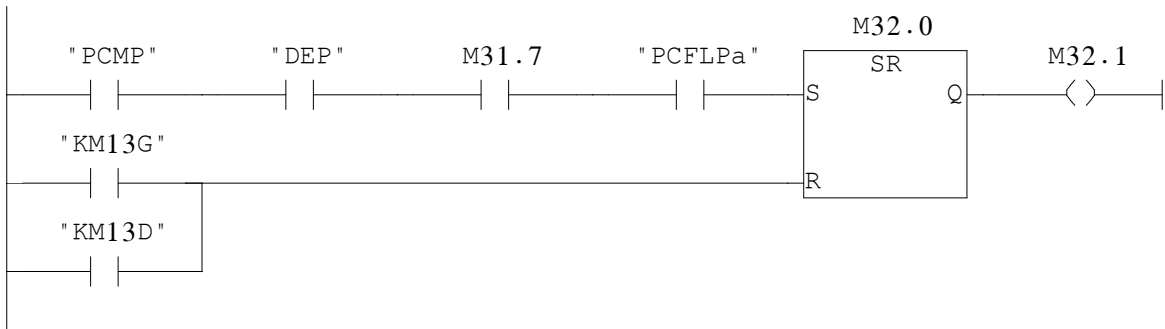 M32.0
"PCMP" "DEP" M31.7 "PCFLPa" SR M32.1
S Q
"KM13G"
R
"KM13D"